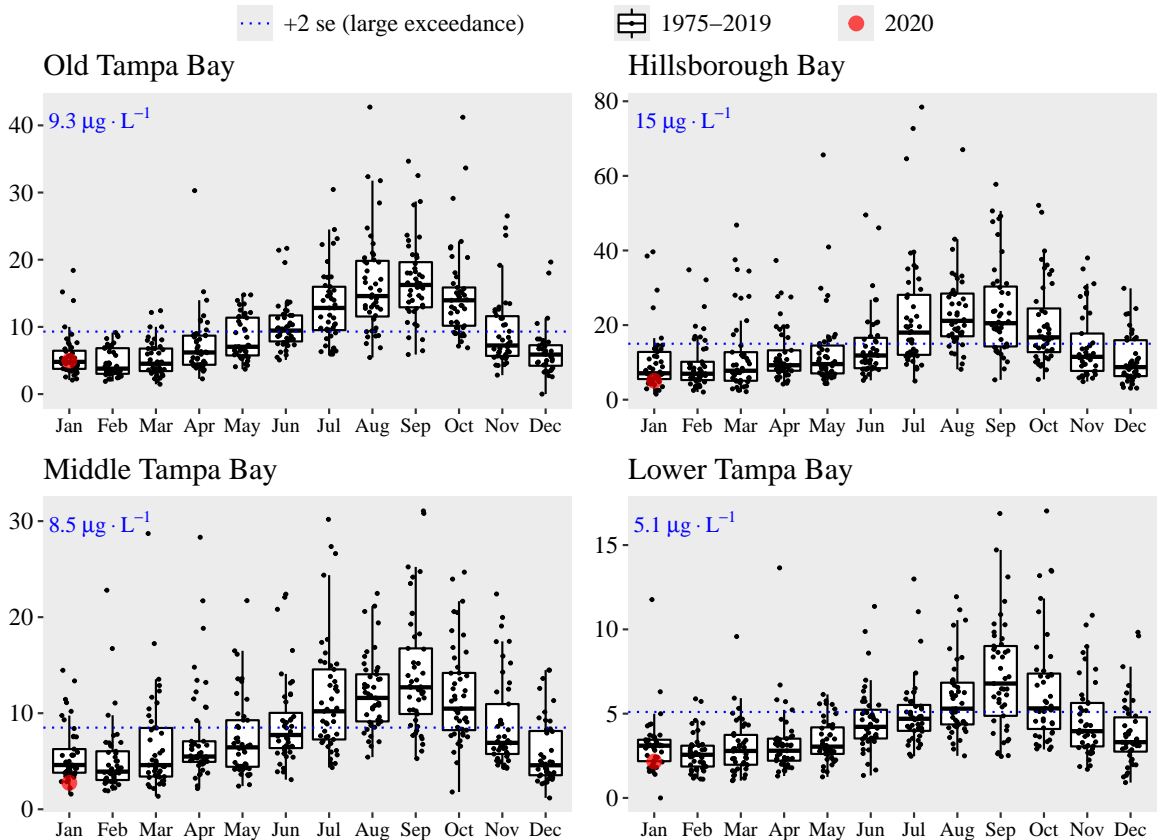 +2 se (large exceedance) 1975–2019 2020
Old Tampa Bay
9.3 μg · L⁻¹
40
30
20
10
0
Jan Feb Mar Apr May Jun Jul Aug Sep Oct Nov Dec
Hillsborough Bay
15 μg · L⁻¹
80
60
40
20
0
Jan Feb Mar Apr May Jun Jul Aug Sep Oct Nov Dec
Middle Tampa Bay
8.5 μg · L⁻¹
30
20
10
0
Jan Feb Mar Apr May Jun Jul Aug Sep Oct Nov Dec
Lower Tampa Bay
5.1 μg · L⁻¹
15
10
5
0
Jan Feb Mar Apr May Jun Jul Aug Sep Oct Nov Dec